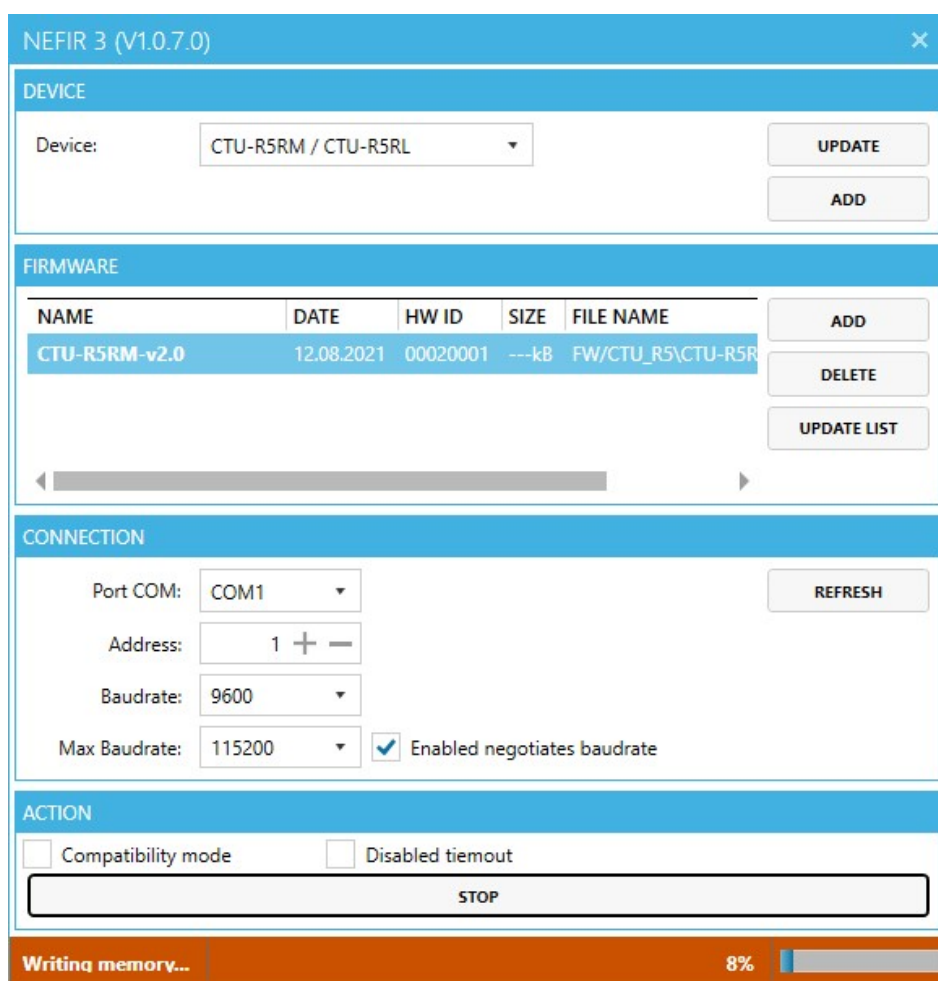 NEFIR 3 (V1.0.7.0)
DEVICE
Device: CTU-R5RM / CTU-R5RL UPDATE
ADD
FIRMWARE
NAME DATE HW ID SIZE FILE NAME ADD
CTU-R5RM-v2.0 12.08.2021 00020001 ---kB FW/CTU_R5\CTU-R5R
DELETE
UPDATE LIST
CONNECTION
Port COM: COM1 REFRESH
Address: 1
Baudrate: 9600
Max Baudrate: 115200 Enabled negotiates baudrate
ACTION
Compatibility mode Disabled tiemout
STOP
Writing memory... 8%